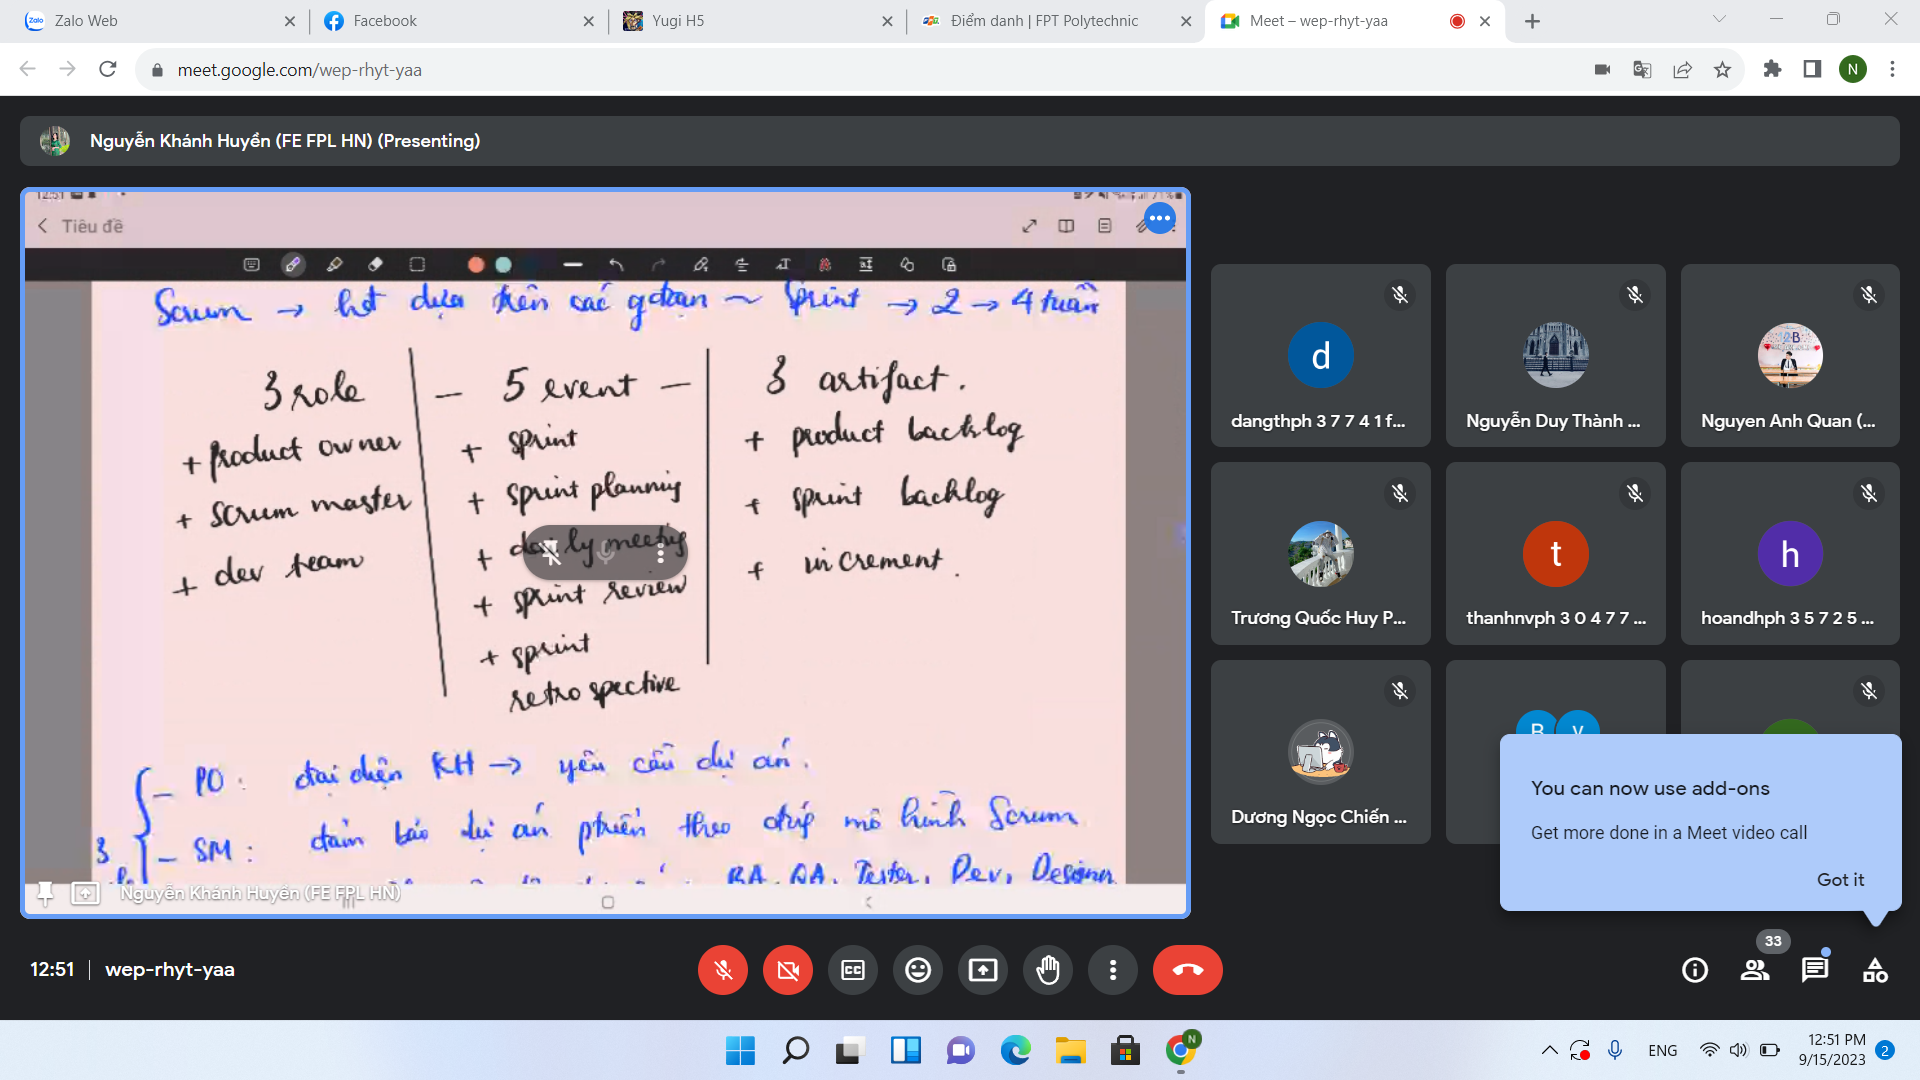 Zalo Web
Facebook
Yugi H5
Điểm danh | FPT Polytechnic
Meet – wep-rhyt-yaa
meet.google.com/wep-rhyt-yaa
N
Nguyễn Khánh Huyền (FE FPL HN) (Presenting)
Tiêu đề
Scrum → hđ dựa trên các gđoạn ~ Sprint → 2 → 4 tuần
3 role
+ product owner
+ scrum master
+ dev team
— 5 event —
+ sprint
+ sprint planning
+ daily meeting
+ sprint review
+ sprint
retrospective
3 artifact.
+ product backlog
+ sprint backlog
+ increment.
3
— PO: đại diện KH → yêu cầu dự án.
— SM: đảm bảo dự án theo đúng mô hình Scrum
BA, QA, Tester, Dev, Designer
Nguyễn Khánh Huyền (FE FPL HN)
d
dangthph 3 7 7 4 1 f...
Nguyễn Duy Thành ...
Nguyen Anh Quan (...
Trương Quốc Huy P...
t
thanhnvph 3 0 4 7 7 ...
h
hoandhph 3 5 7 2 5 ...
Dương Ngọc Chiến ...
You can now use add-ons
Get more done in a Meet video call
Got it
12:51 | wep-rhyt-yaa
33
ENG
12:51 PM
9/15/2023
2